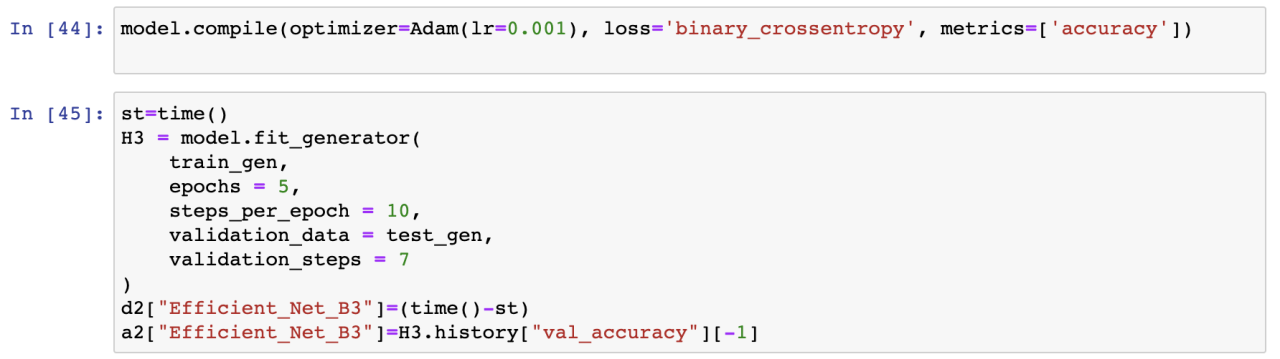 In [44]: model.compile(optimizer=Adam(lr=0.001), loss='binary_crossentropy', metrics=['accuracy'])
In [45]: st=time()
H3 = model.fit_generator(
    train_gen,
    epochs = 5,
    steps_per_epoch = 10,
    validation_data = test_gen,
    validation_steps = 7
)
d2["Efficient_Net_B3"]=(time()-st)
a2["Efficient_Net_B3"]=H3.history["val_accuracy"][-1]